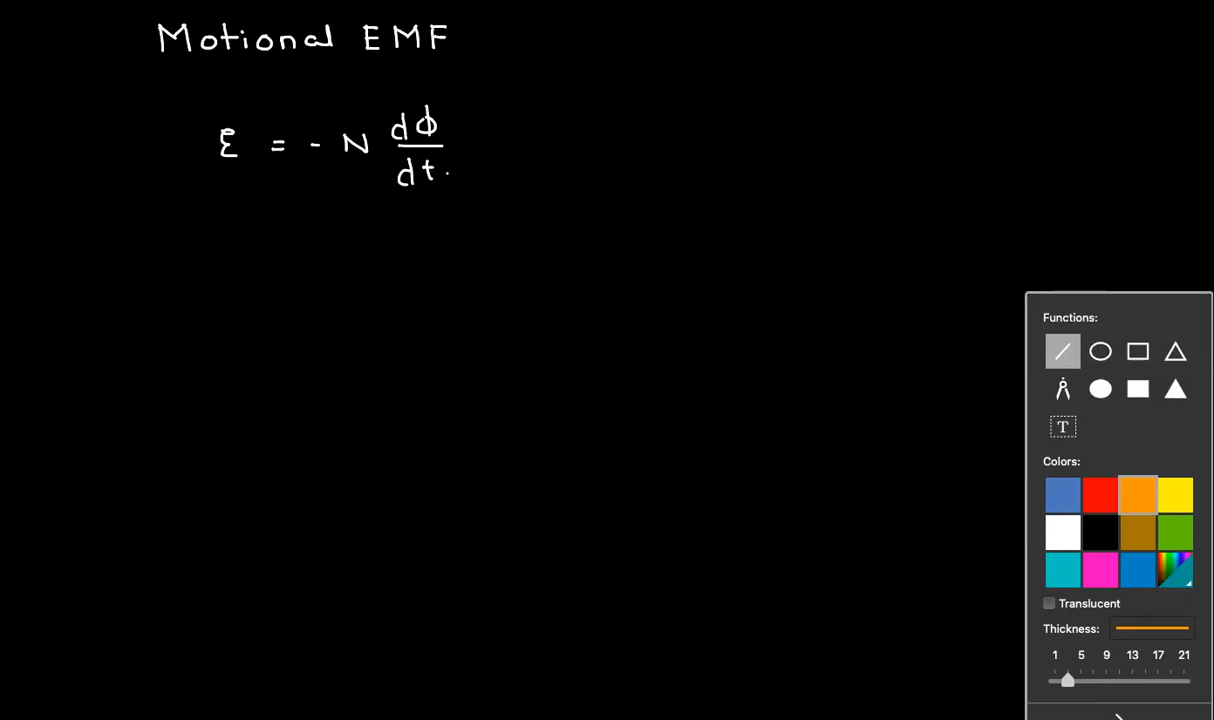 Motional EMF
Ɛ = - N dΦ/dt
Functions:
T
Colors:
Translucent
Thickness:
1 5 9 13 17 21